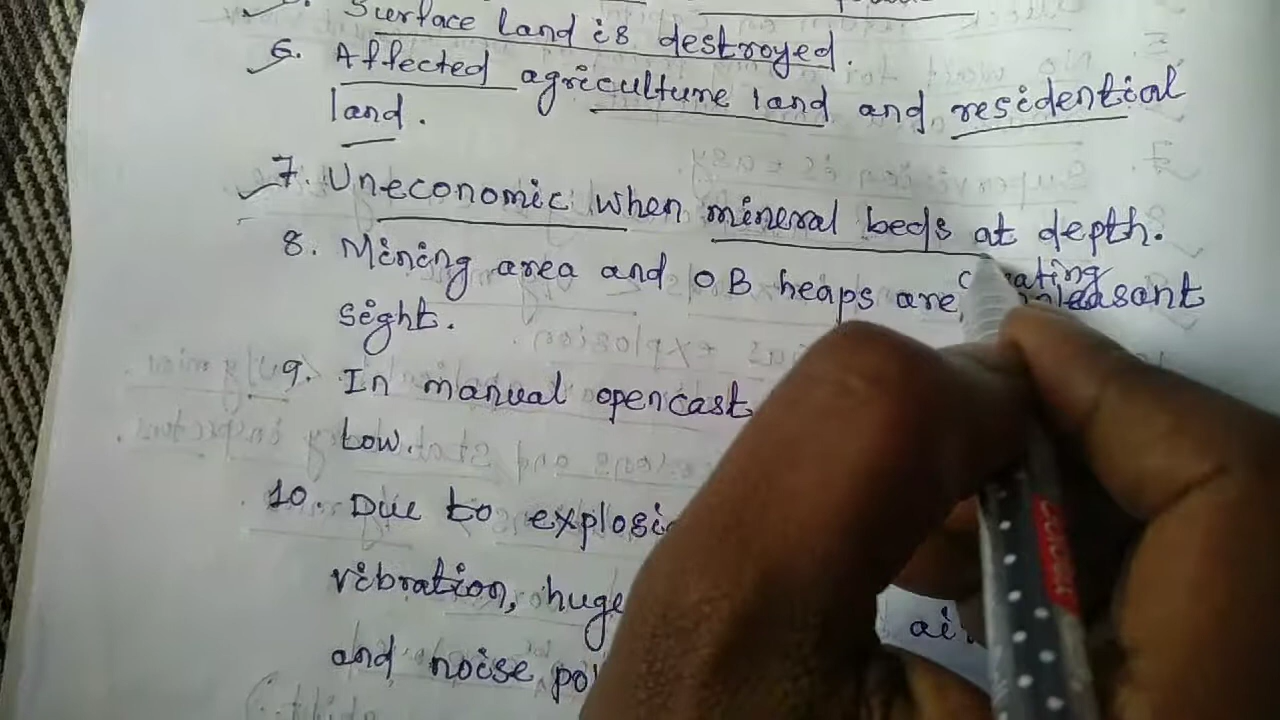 Surface land is destroyed.
6. Affected agriculture land and residential
land.
7. Uneconomic when mineral beds at depth.
8. Mining area and OB heaps are creating unpleasant
sight.
9. In manual opencast
Low.
10. Due to
vibration, huge
and noise